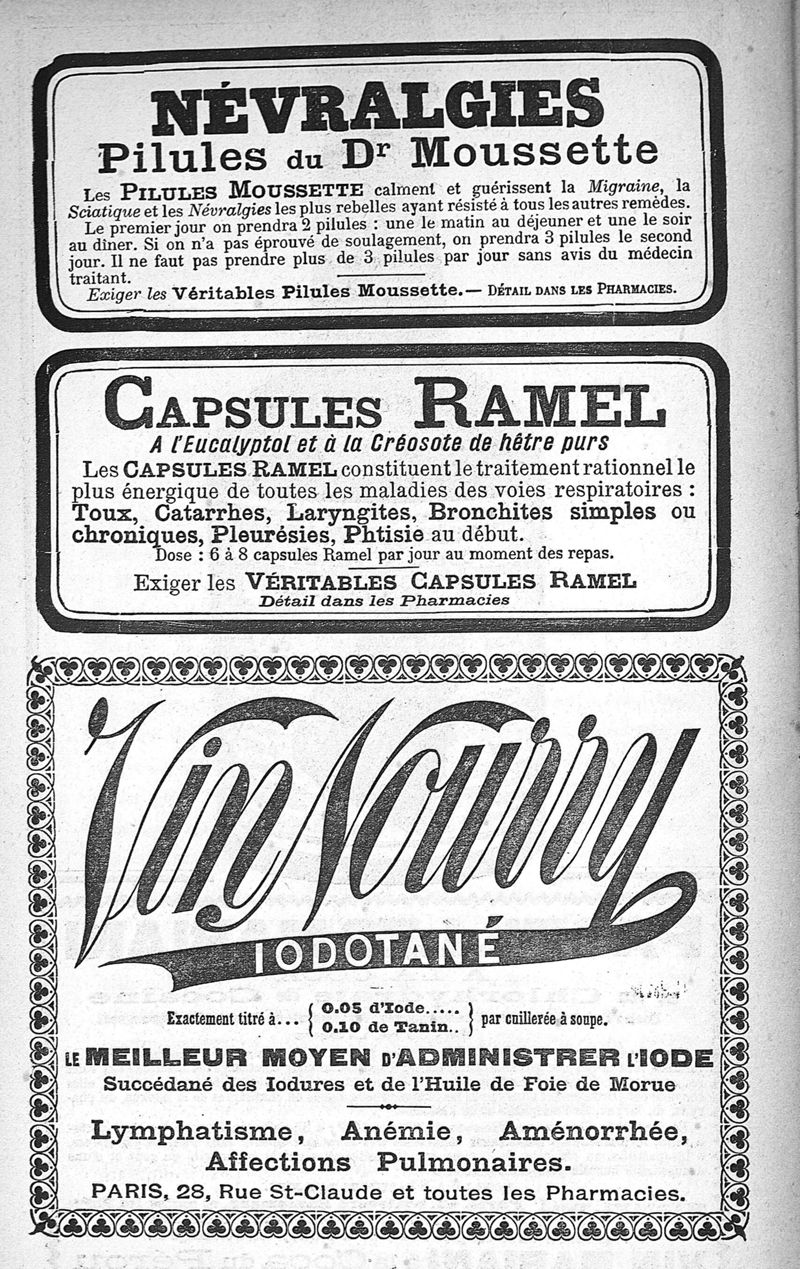 NÉVRALGIES
Pilules du Dr Moussette
Les PILULES MOUSSETTE calment et guérissent la Migraine, la
Sciatique et les Névralgies les plus rebelles ayant résisté à tous les autres remèdes.
Le premier jour on prendra 2 pilules : une le matin au déjeuner et une le soir
au dîner. Si on n'a pas éprouvé de soulagement, on prendra 3 pilules le second
jour. Il ne faut pas prendre plus de 3 pilules par jour sans avis du médecin
traitant.
Exiger les Véritables Pilules Moussette.— DÉTAIL DANS LES PHARMACIES.
CAPSULES RAMEL
A l'Eucalyptol et à la Créosote de hêtre purs
Les CAPSULES RAMEL constituent le traitement rationnel le
plus énergique de toutes les maladies des voies respiratoires :
Toux, Catarrhes, Laryngites, Bronchites simples ou
chroniques, Pleurésies, Phtisie au début.
Dose : 6 à 8 capsules Ramel par jour au moment des repas.
Exiger les VÉRITABLES CAPSULES RAMEL
Détail dans les Pharmacies
Vin Nourry
IODOTANÉ
Exactement titré à... { 0.05 d'Iode..... } par cuillerée à soupe.
0.10 de Tanin..
LE MEILLEUR MOYEN D'ADMINISTRER L'IODE
Succédané des Iodures et de l'Huile de Foie de Morue
Lymphatisme, Anémie, Aménorrhée,
Affections Pulmonaires.
PARIS, 28, Rue St-Claude et toutes les Pharmacies.